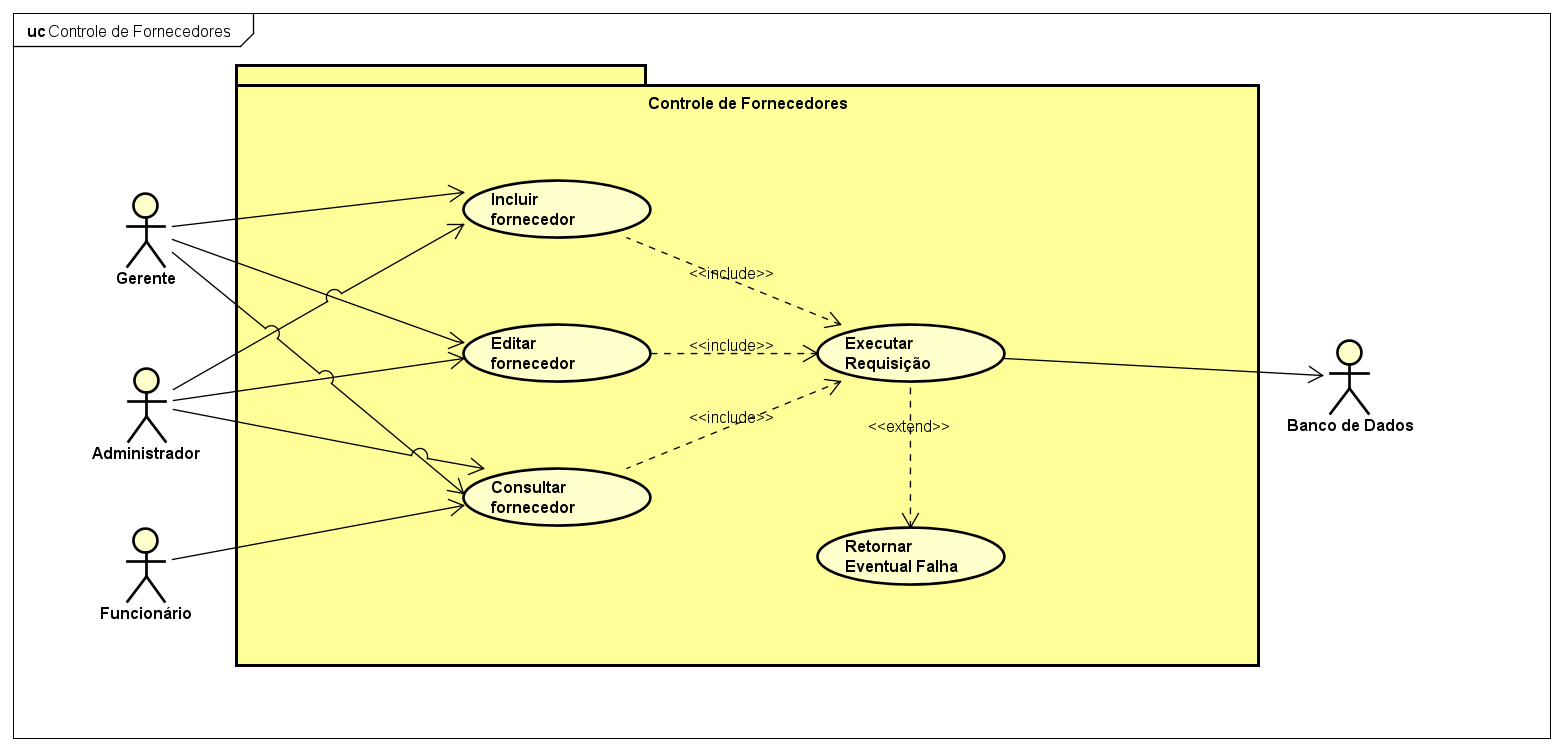 uc Controle de Fornecedores
Controle de Fornecedores
Incluir
fornecedor
Gerente
<<include>>
Editar
fornecedor
<<include>>
Executar
Requisição
Banco de Dados
Administrador
<<include>>
<<extend>>
Consultar
fornecedor
Retornar
Eventual Falha
Funcionário